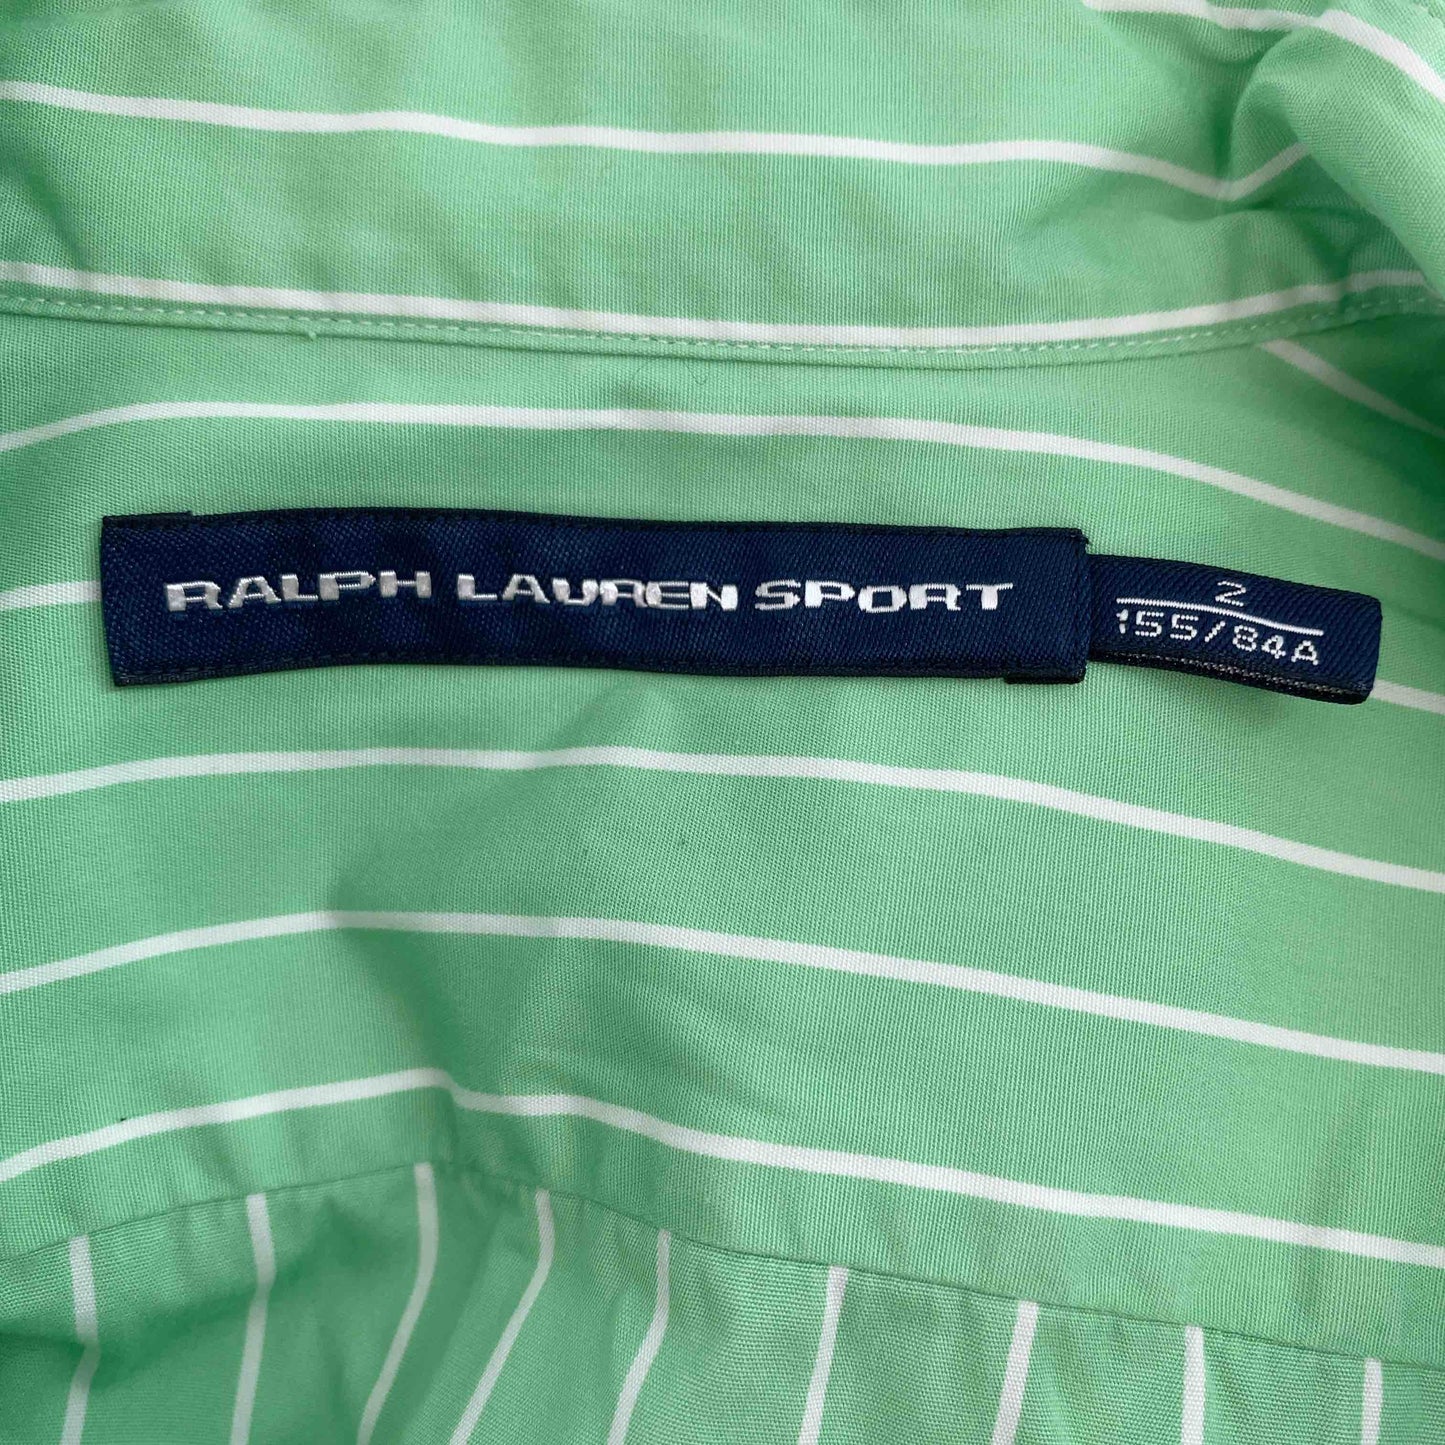 RALPH LAUREN SPORT
2
155/84A